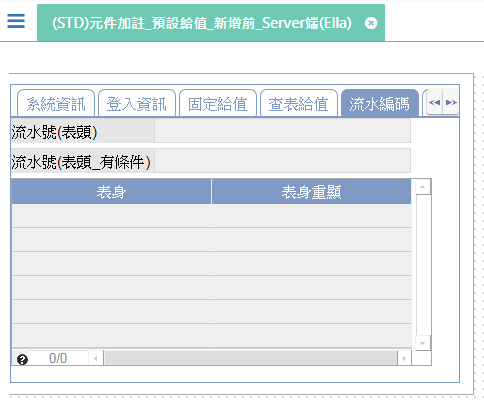 (STD)元件加註_預設給值_新增前_Server端(Ella)
系統資訊 登入資訊 固定給值 查表給值 流水編碼
流水號(表頭)
流水號(表頭_有條件)
表身 表身重顯
0/0